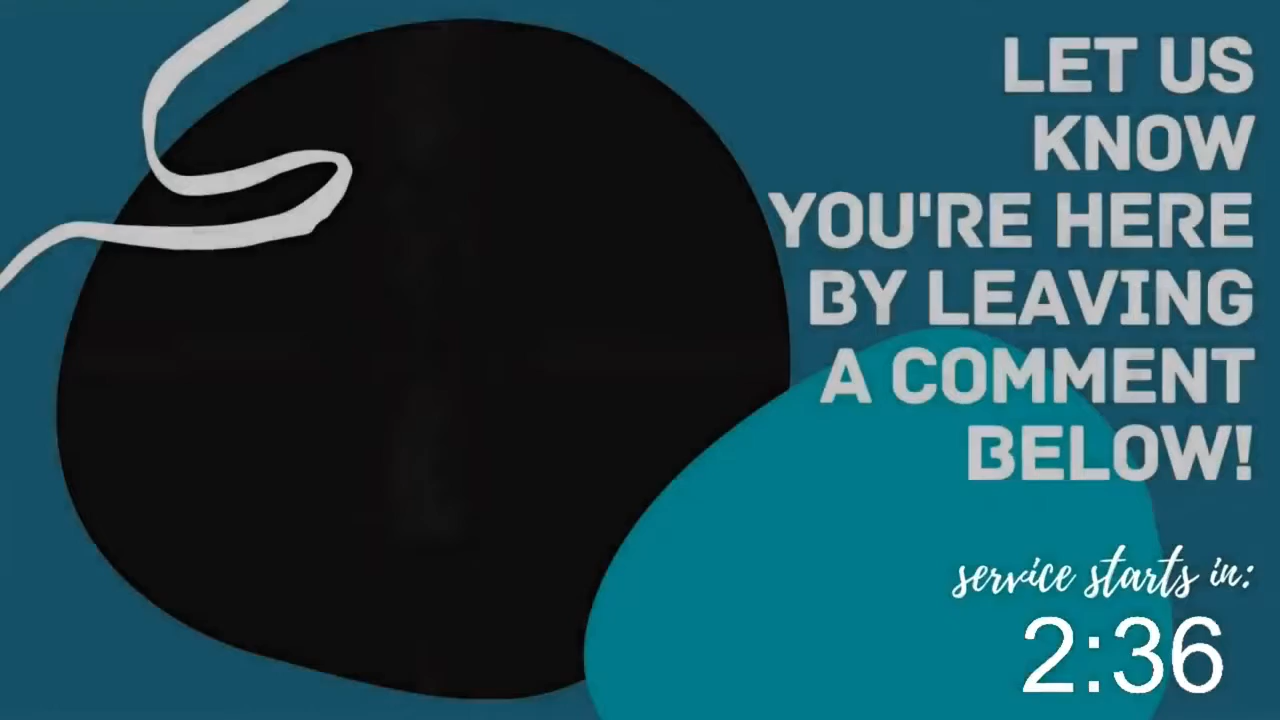 LET US
KNOW
YOU'RE HERE
BY LEAVING
A COMMENT
BELOW!
service starts in:
2:36